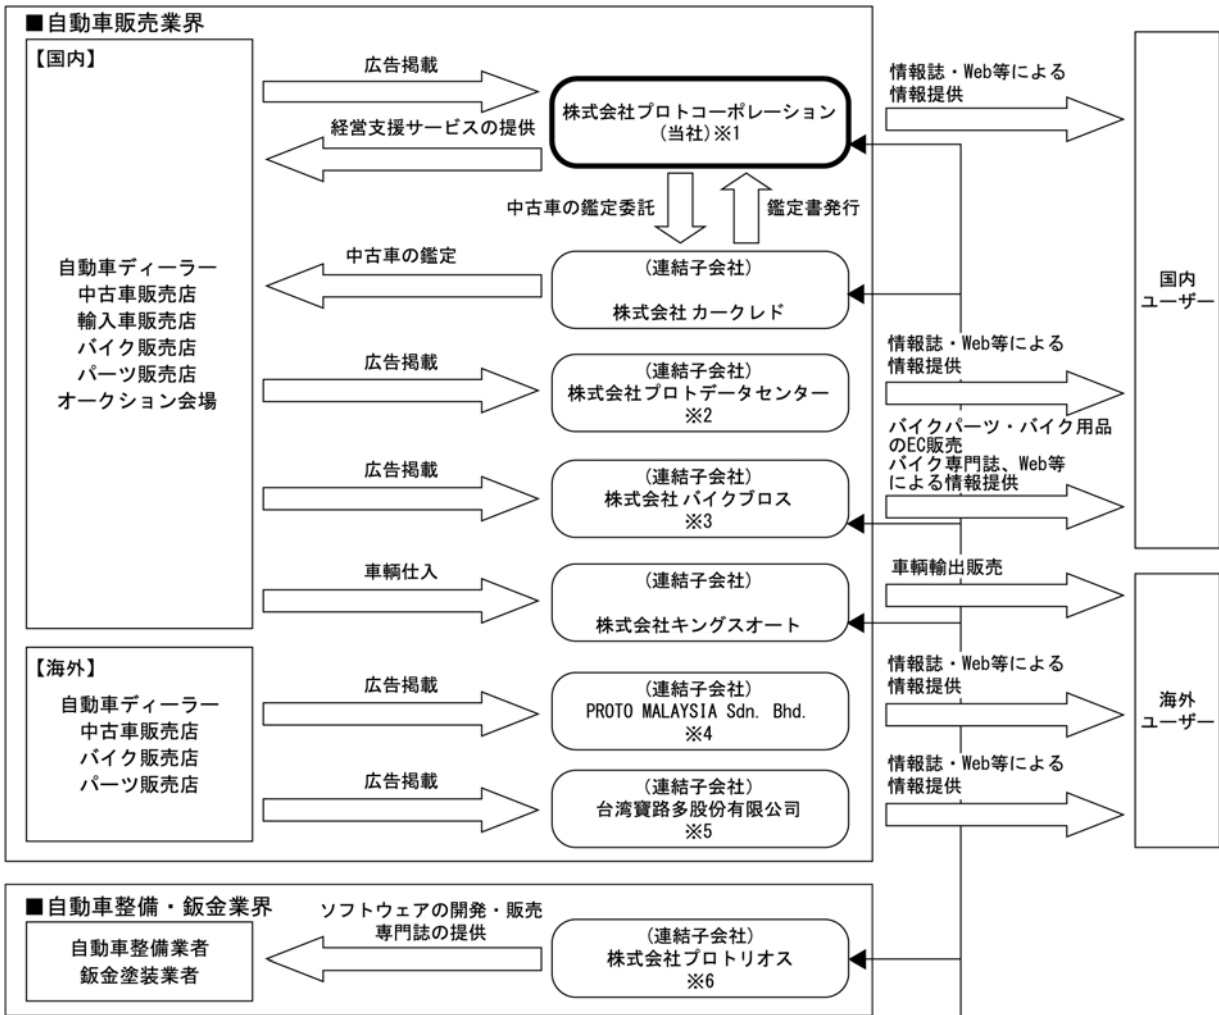 ■自動車販売業界
【国内】
自動車ディーラー
中古車販売店
輸入車販売店
バイク販売店
パーツ販売店
オークション会場
広告掲載
経営支援サービスの提供
株式会社プロトコーポレーション
(当社)※1
情報誌・Web等による
情報提供
中古車の鑑定委託
鑑定書発行
中古車の鑑定
(連結子会社)
株式会社 カークレド
国内
ユーザー
広告掲載
(連結子会社)
株式会社プロトデータセンター
※2
情報誌・Web等による
情報提供
広告掲載
(連結子会社)
株式会社 バイクブロス
※3
バイクパーツ・バイク用品
のEC販売
バイク専門誌、Web等
による情報提供
車輌仕入
(連結子会社)
株式会社キングスオート
車輌輸出販売
【海外】
自動車ディーラー
中古車販売店
バイク販売店
パーツ販売店
広告掲載
(連結子会社)
PROTO MALAYSIA Sdn. Bhd.
※4
情報誌・Web等による
情報提供
海外
ユーザー
広告掲載
(連結子会社)
台湾寶路多股份有限公司
※5
情報誌・Web等による
情報提供
■自動車整備・鈑金業界
自動車整備業者
鈑金塗装業者
ソフトウェアの開発・販売
専門誌の提供
(連結子会社)
株式会社プロトリオス
※6